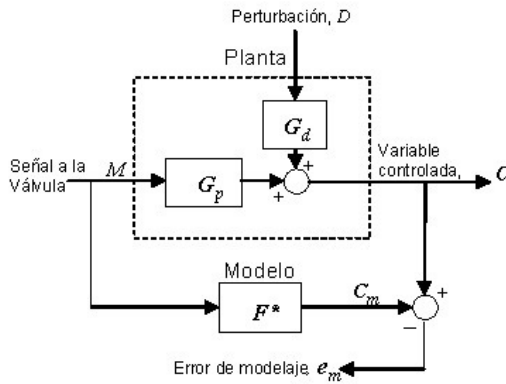 Perturbación, D
Planta
G_d
+
Señal a la
Válvula
M
G_p
+
Variable
controlada,
C
Modelo
F*
C_m
+
−
Error de modelaje, e_m